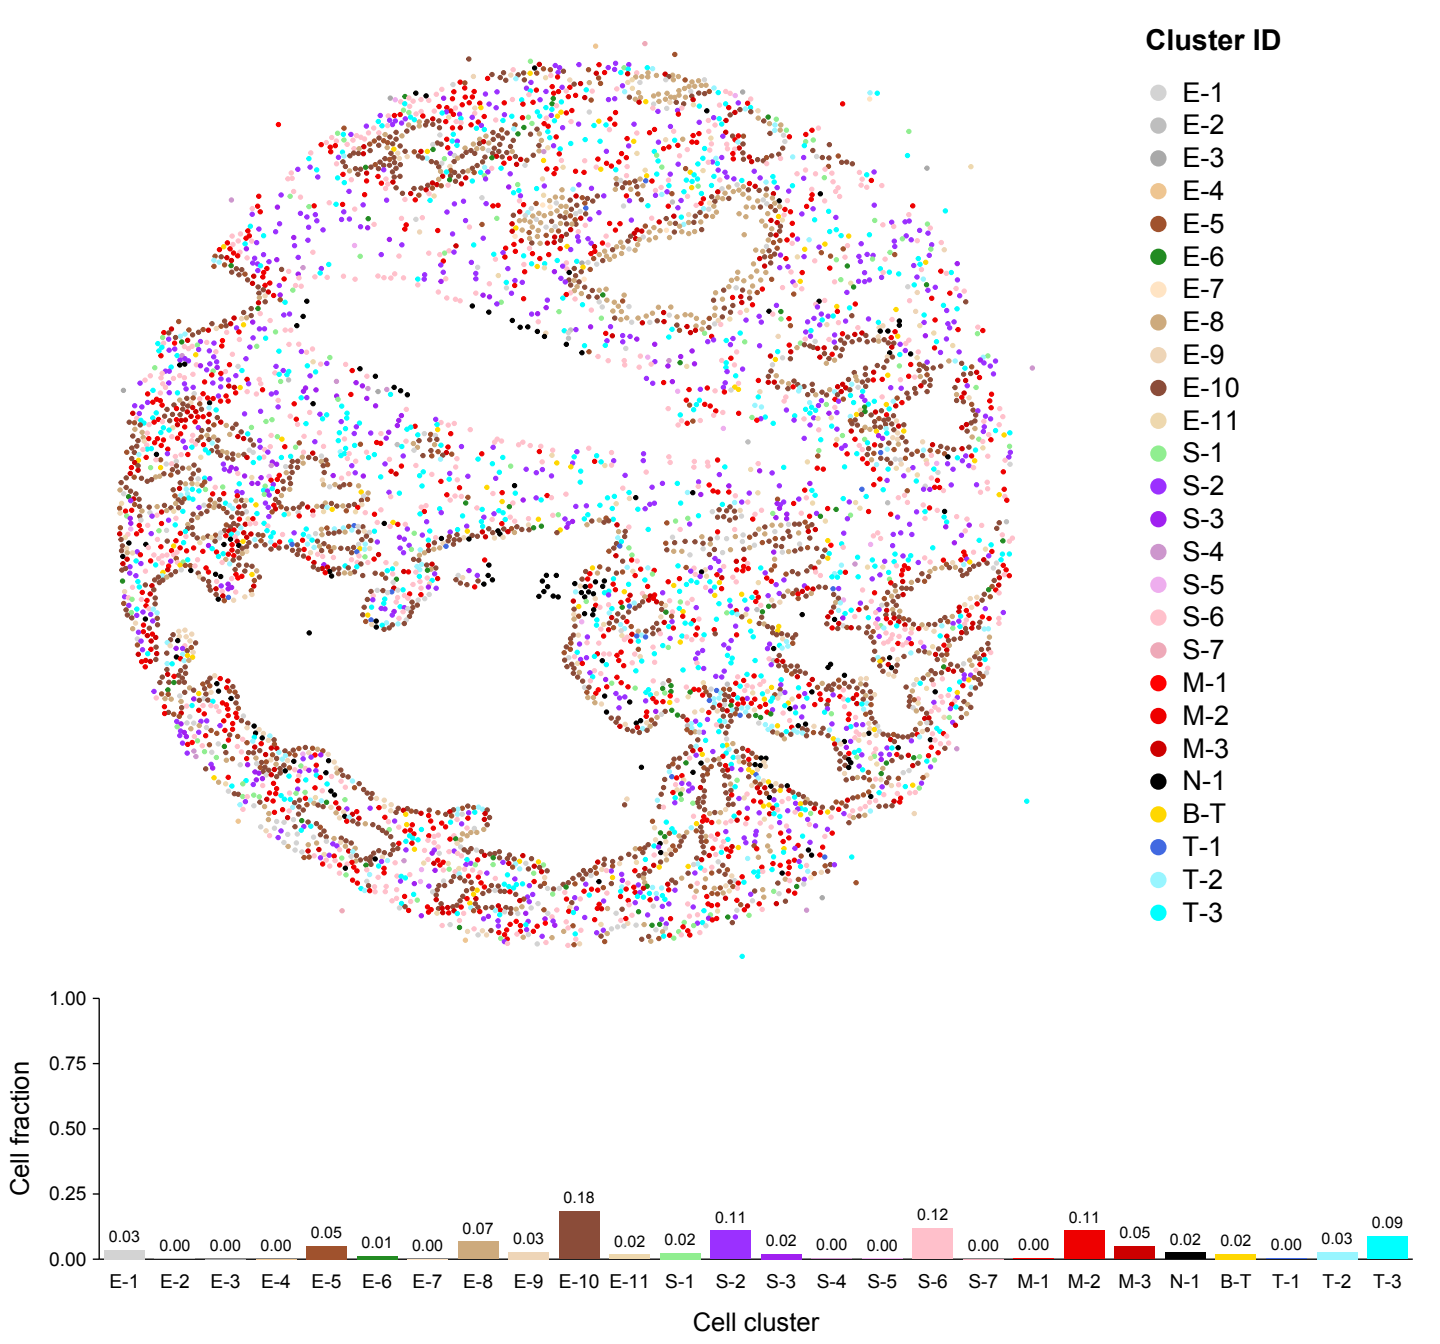 Cluster ID
E-1
E-2
E-3
E-4
E-5
E-6
E-7
E-8
E-9
E-10
E-11
S-1
S-2
S-3
S-4
S-5
S-6
S-7
M-1
M-2
M-3
N-1
B-T
T-1
T-2
T-3
1.00
0.75
0.50
0.25
0.00
Cell fraction
0.03 0.00 0.00 0.00 0.05 0.01 0.00 0.07 0.03 0.18 0.02 0.02 0.11 0.02 0.00 0.00 0.12 0.00 0.00 0.11 0.05 0.02 0.02 0.00 0.03 0.09
E-1 E-2 E-3 E-4 E-5 E-6 E-7 E-8 E-9 E-10 E-11 S-1 S-2 S-3 S-4 S-5 S-6 S-7 M-1 M-2 M-3 N-1 B-T T-1 T-2 T-3
Cell cluster